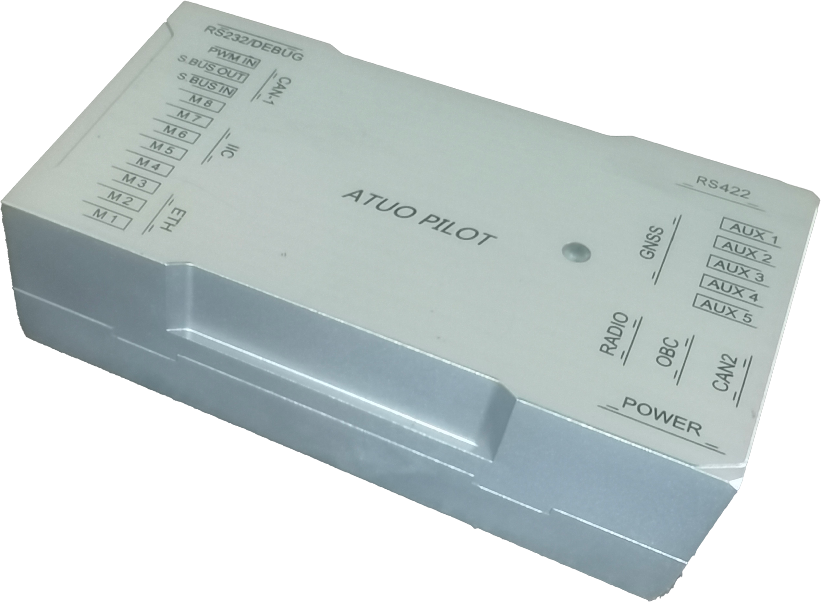 RS232/DEBUG
PWM IN
S.BUS OUT
S.BUS IN
M 8
M 7
M 6
M 5
M 4
M 3
M 2
M 1
CAN-1
IIC
ETH
ATUO PILOT
RS422
AUX 1
AUX 2
AUX 3
AUX 4
AUX 5
GNSS
RADIO
OBC
CAN2
POWER